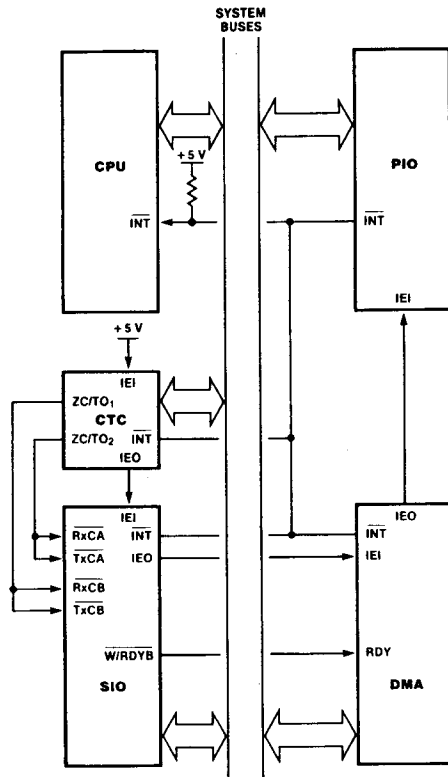 SYSTEM
BUSES
CPU
+5 V
INT
PIO
INT
IEI
+5 V
IEI
ZC/TO₁
CTC
ZC/TO₂
INT
IEO
IEI
RxCA
INT
TxCA
IEO
RxCB
TxCB
W/RDYB
SIO
IEO
INT
IEI
RDY
DMA